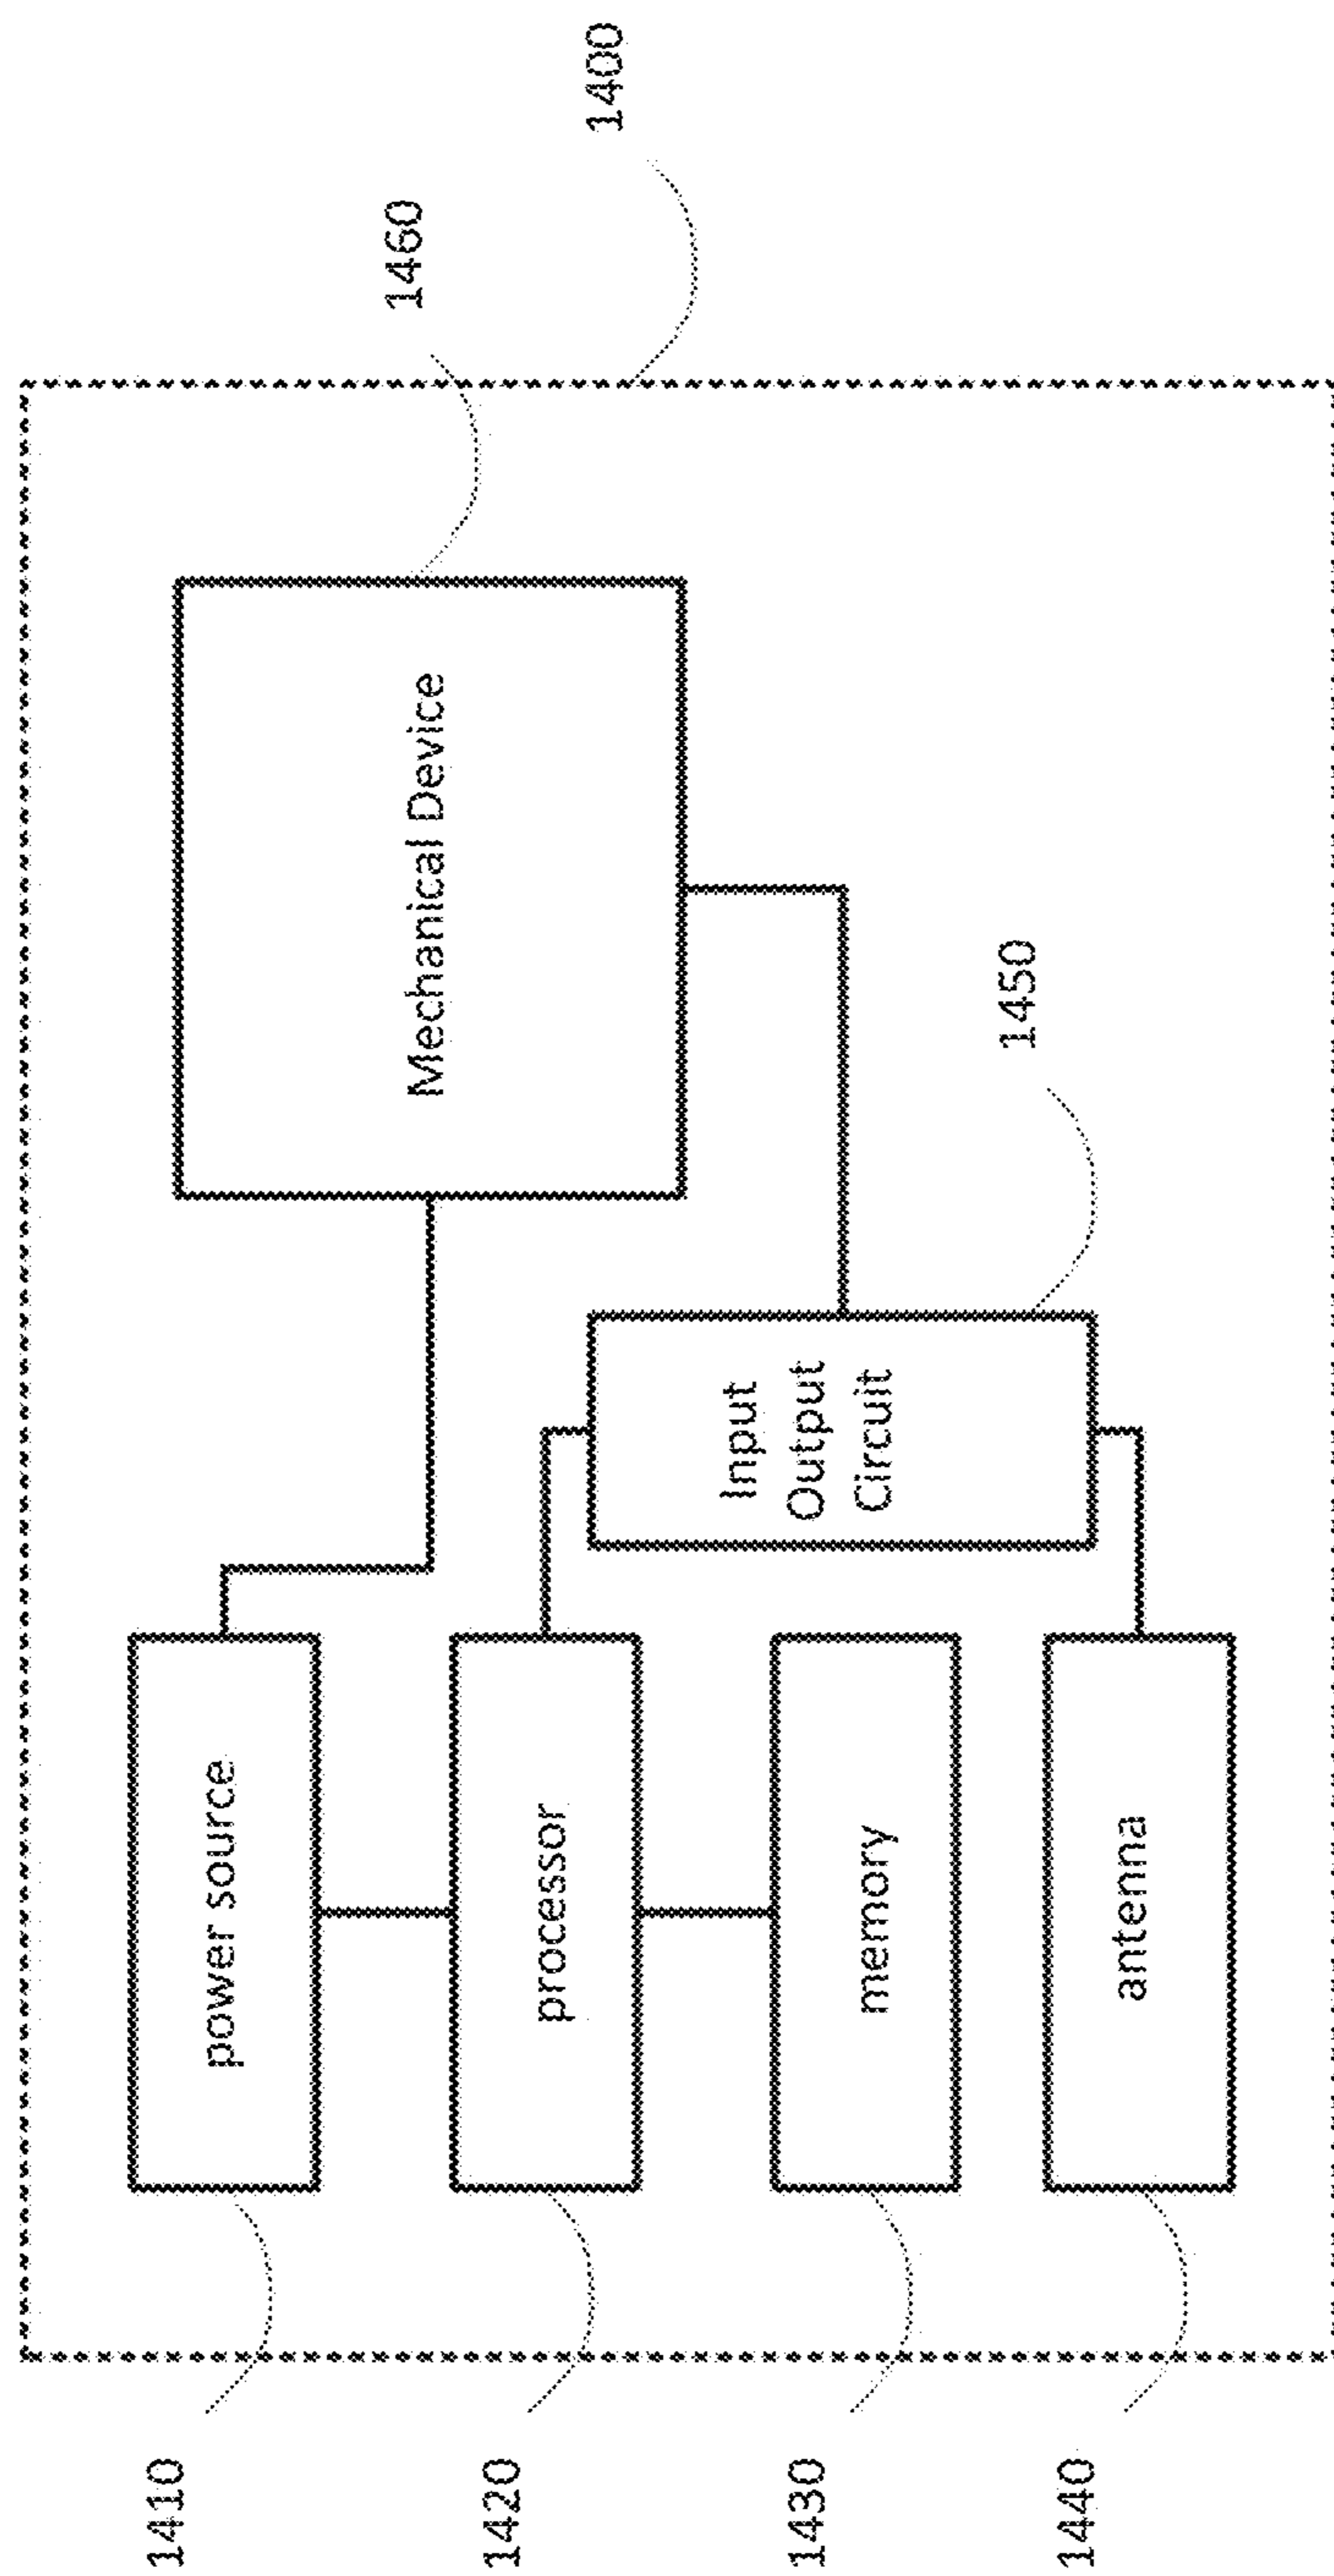 1400
1460
Mechanical Device
1450
Input
Output
Circuit
power source
processor
memory
antenna
1410
1420
1430
1440